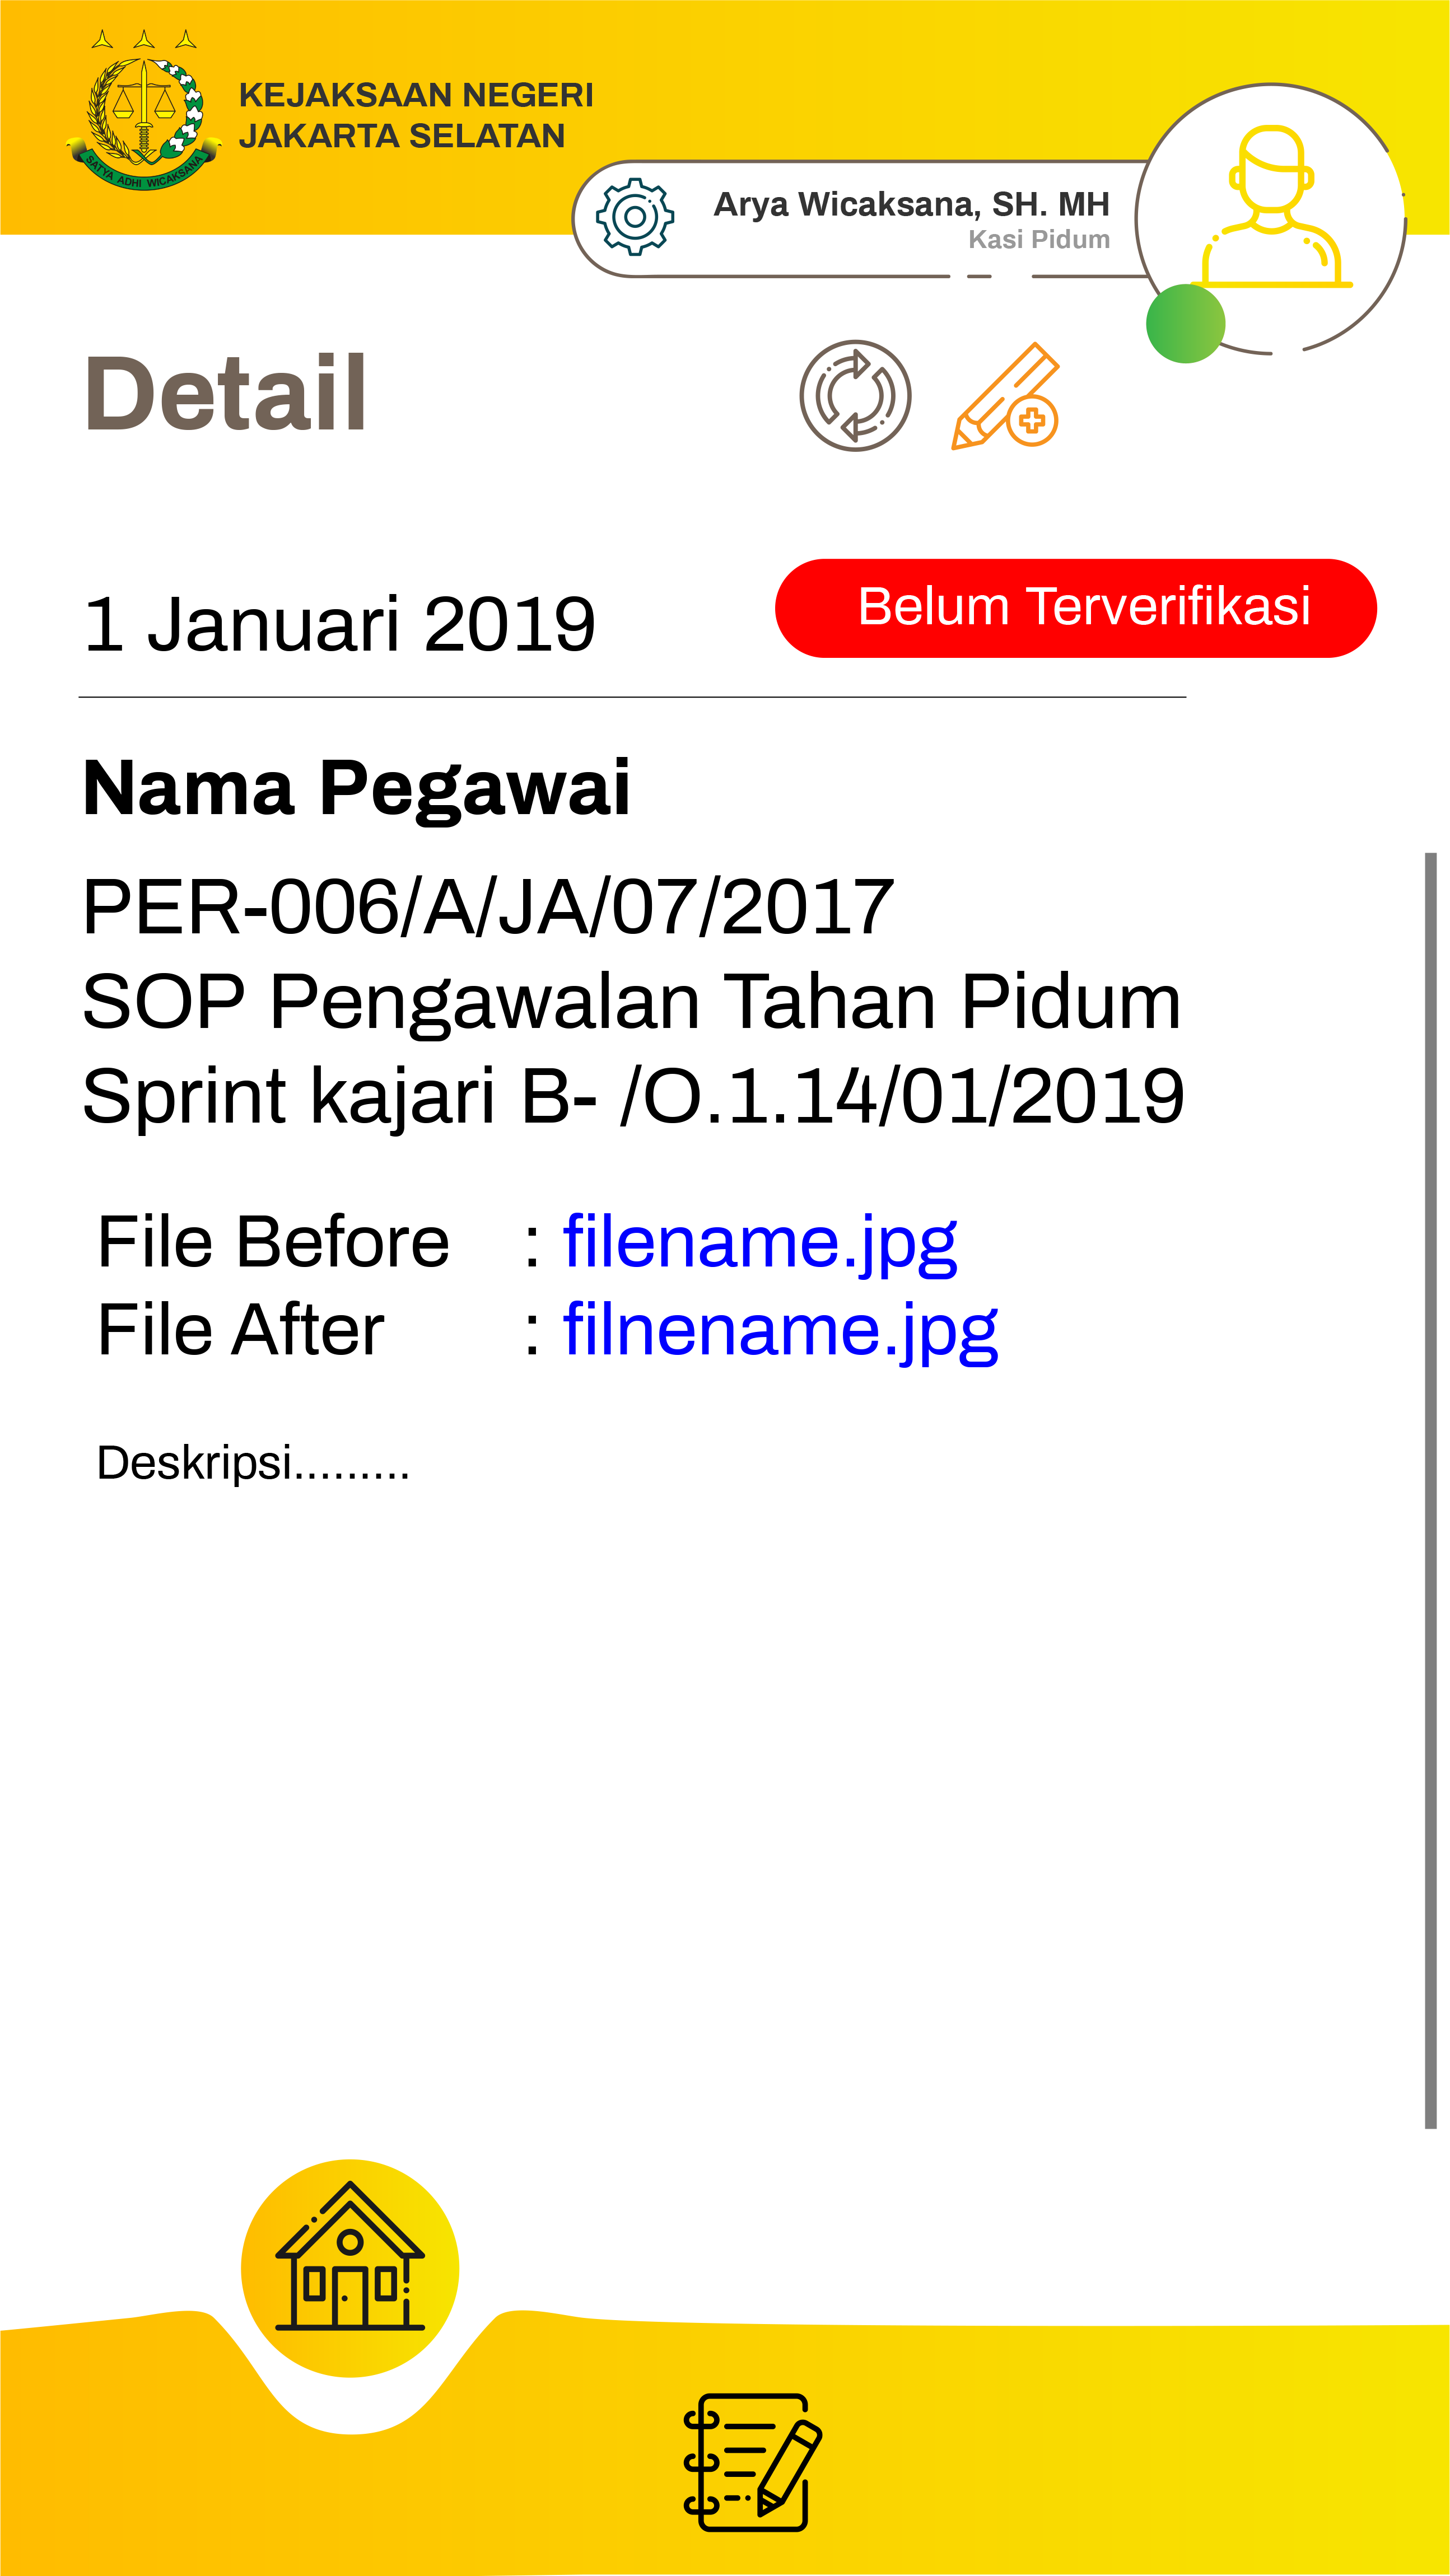 KEJAKSAAN NEGERI
JAKARTA SELATAN
SATYA ADHI WICAKSANA
Arya Wicaksana, SH. MH
Kasi Pidum
Detail
1 Januari 2019
Belum Terverifikasi
Nama Pegawai
PER-006/A/JA/07/2017
SOP Pengawalan Tahan Pidum
Sprint kajari B- /O.1.14/01/2019
File Before : filename.jpg
File After : filnename.jpg
Deskripsi.........